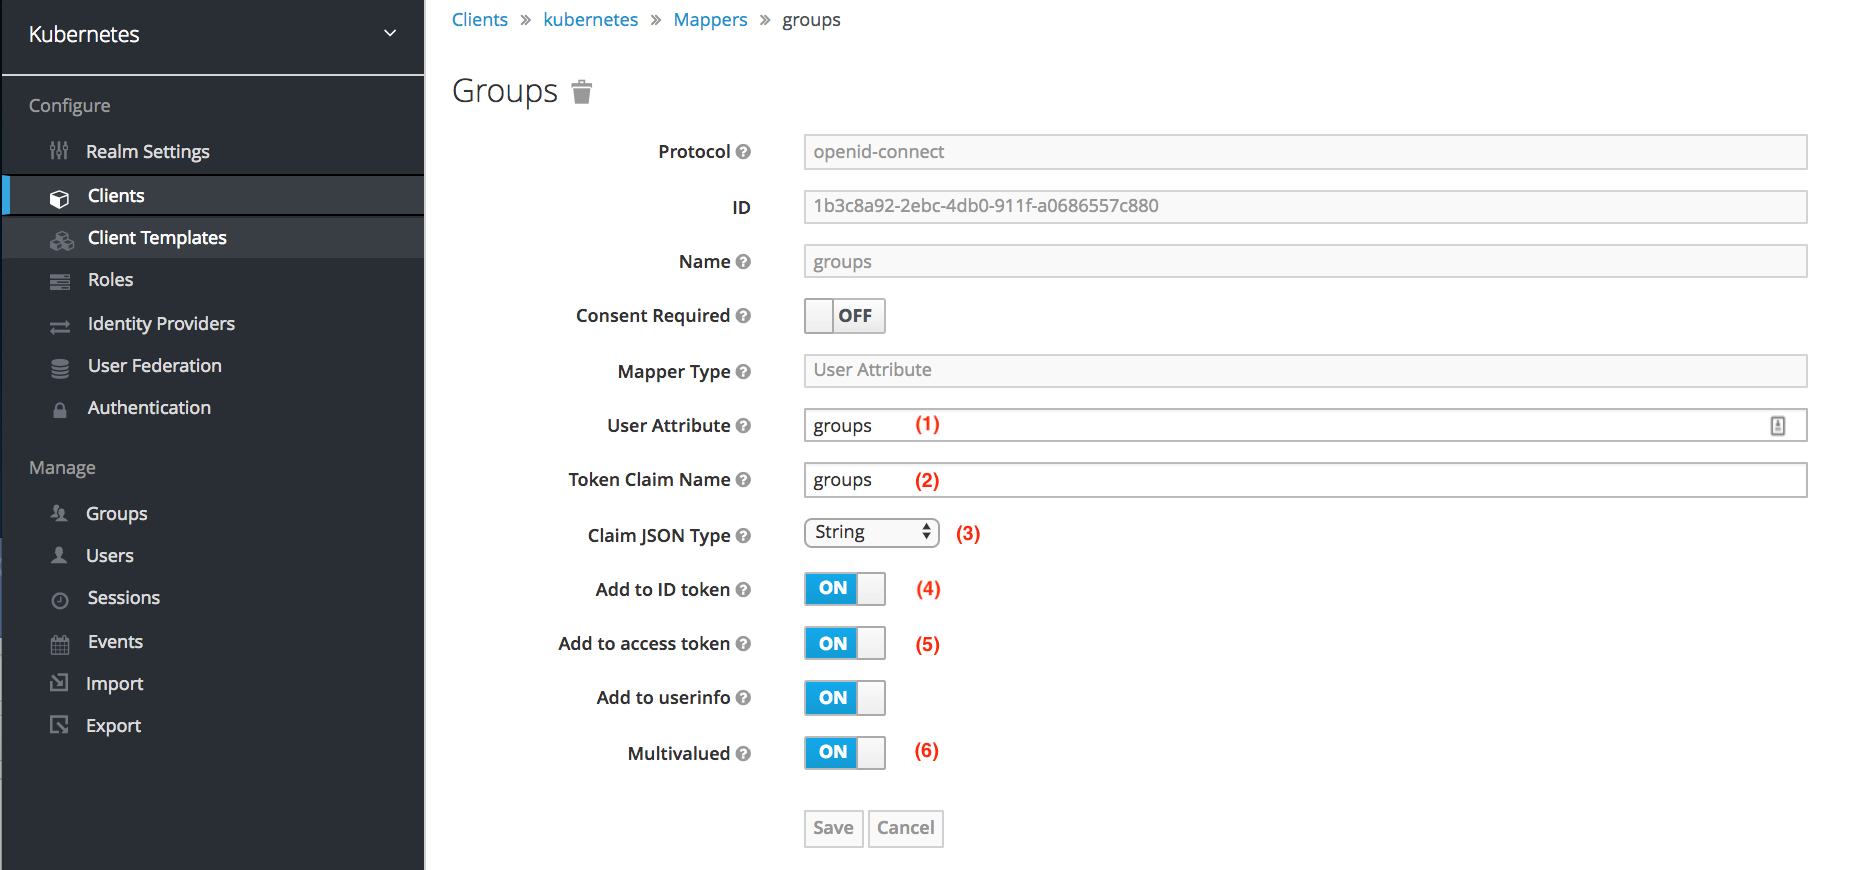 Kubernetes
Configure
Realm Settings
Clients
Client Templates
Roles
Identity Providers
User Federation
Authentication
Manage
Groups
Users
Sessions
Events
Import
Export
Clients » kubernetes » Mappers » groups
Groups
Protocol openid-connect
ID 1b3c8a92-2ebc-4db0-911f-a0686557c880
Name groups
Consent Required OFF
Mapper Type User Attribute
User Attribute groups (1)
Token Claim Name groups (2)
Claim JSON Type String (3)
Add to ID token ON (4)
Add to access token ON (5)
Add to userinfo ON
Multivalued ON (6)
Save Cancel